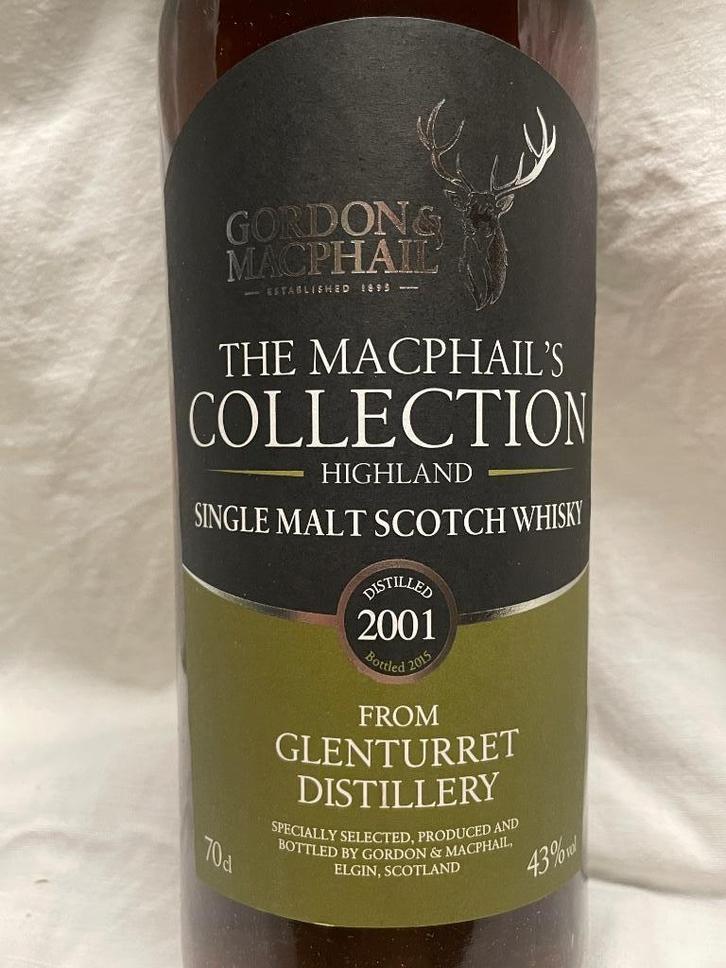 GORDON&
MACPHAIL
ESTABLISHED 1895
THE MACPHAIL'S
COLLECTION
HIGHLAND
SINGLE MALT SCOTCH WHISKY
DISTILLED
2001
Bottled 2015
FROM
GLENTURRET
DISTILLERY
SPECIALLY SELECTED, PRODUCED AND
BOTTLED BY GORDON & MACPHAIL,
ELGIN, SCOTLAND
70cl
43%vol